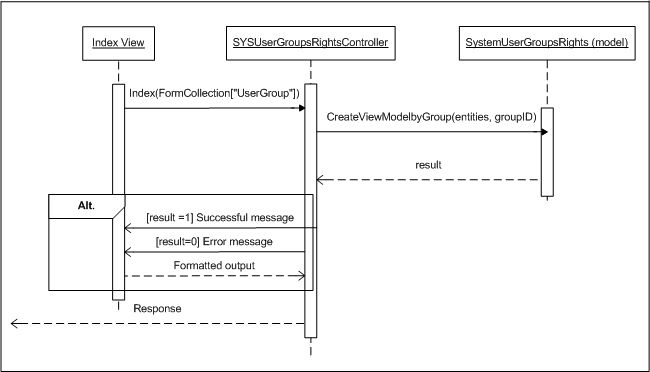 Index View
SYSUserGroupsRightsController
SystemUserGroupsRights (model)
Index(FormCollection["UserGroup"])
CreateViewModelbyGroup(entities, groupID)
result
Alt.
[result =1] Successful message
[result=0] Error message
Formatted output
Response